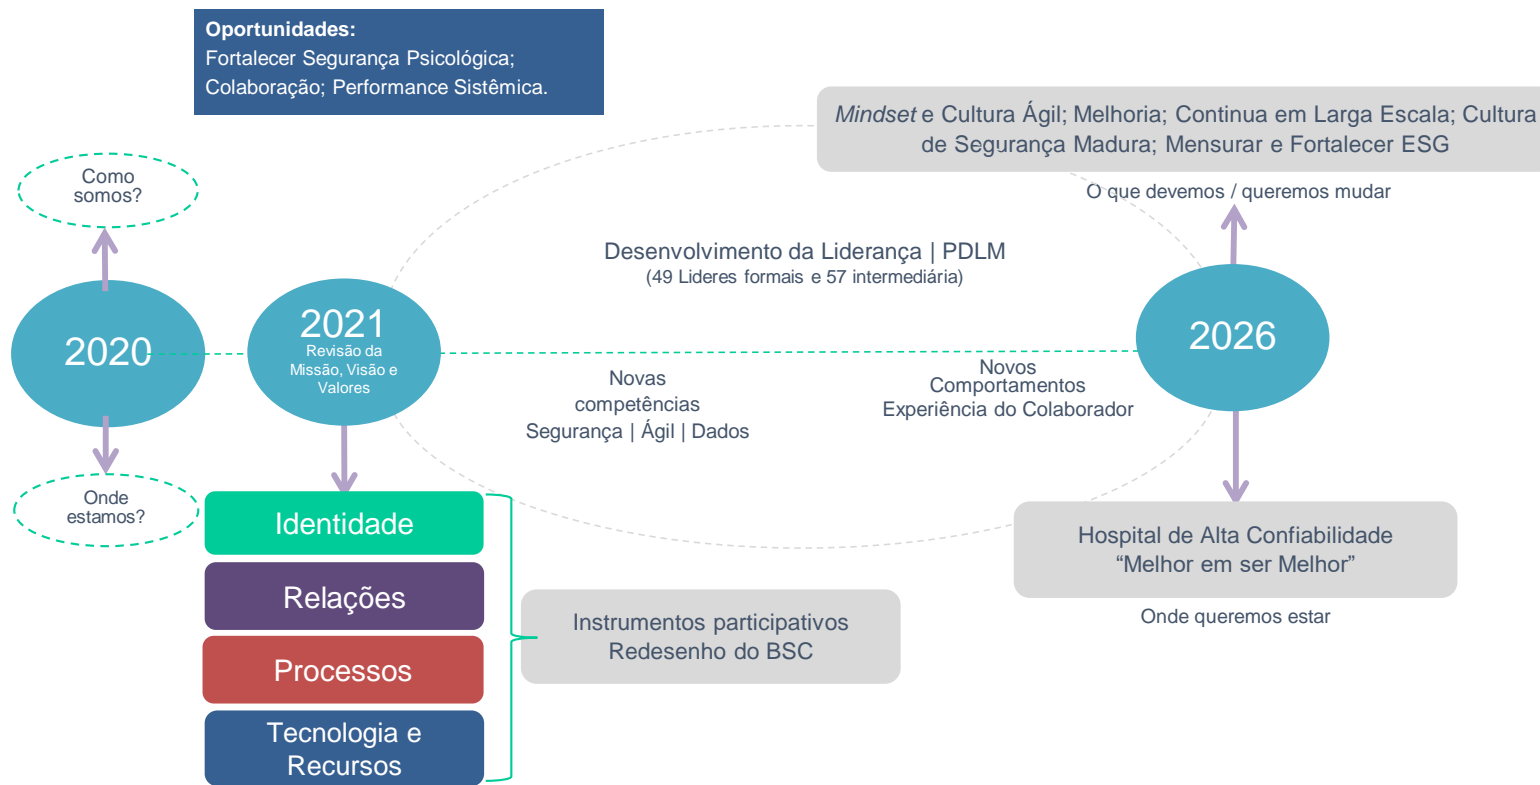 Oportunidades:
Fortalecer Segurança Psicológica;
Colaboração; Performance Sistêmica.
Mindset e Cultura Ágil; Melhoria; Continua em Larga Escala; Cultura
de Segurança Madura; Mensurar e Fortalecer ESG
O que devemos / queremos mudar
Como
somos?
Desenvolvimento da Liderança | PDLM
(49 Lideres formais e 57 intermediária)
2020
2021
Revisão da
Missão, Visão e
Valores
2026
Novas
competências
Segurança | Ágil | Dados
Novos
Comportamentos
Experiência do Colaborador
Onde
estamos?
Identidade
Relações
Processos
Tecnologia e
Recursos
Instrumentos participativos
Redesenho do BSC
Hospital de Alta Confiabilidade
“Melhor em ser Melhor”
Onde queremos estar